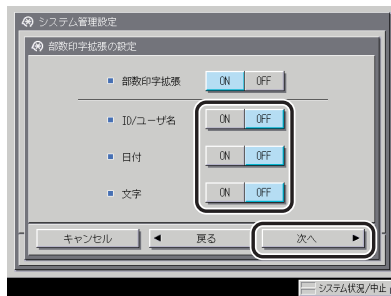 システム管理設定
部数印字拡張の設定
部数印字拡張 ON OFF
ID/ユーザ名 ON OFF
日付 ON OFF
文字 ON OFF
キャンセル 戻る 次へ
システム状況/中止